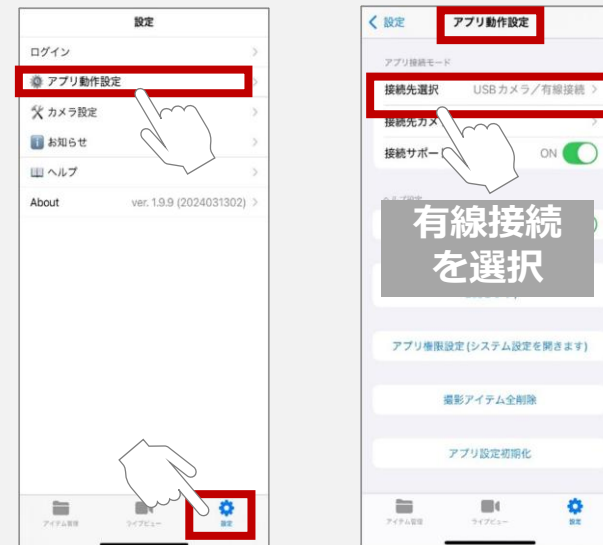 設定
ログイン
アプリ動作設定
カメラ設定
お知らせ
ヘルプ
About ver. 1.9.9 (2024031302)
アイテム管理
ライブビュー
設定
設定
アプリ動作設定
アプリ接続モード
接続先選択 USBカメラ／有線接続
接続先カメ
接続サポー ON
有線接続
を選択
アプリ権限設定(システム設定を開きます)
撮影アイテム全削除
アプリ設定初期化
アイテム管理
ライブビュー
設定